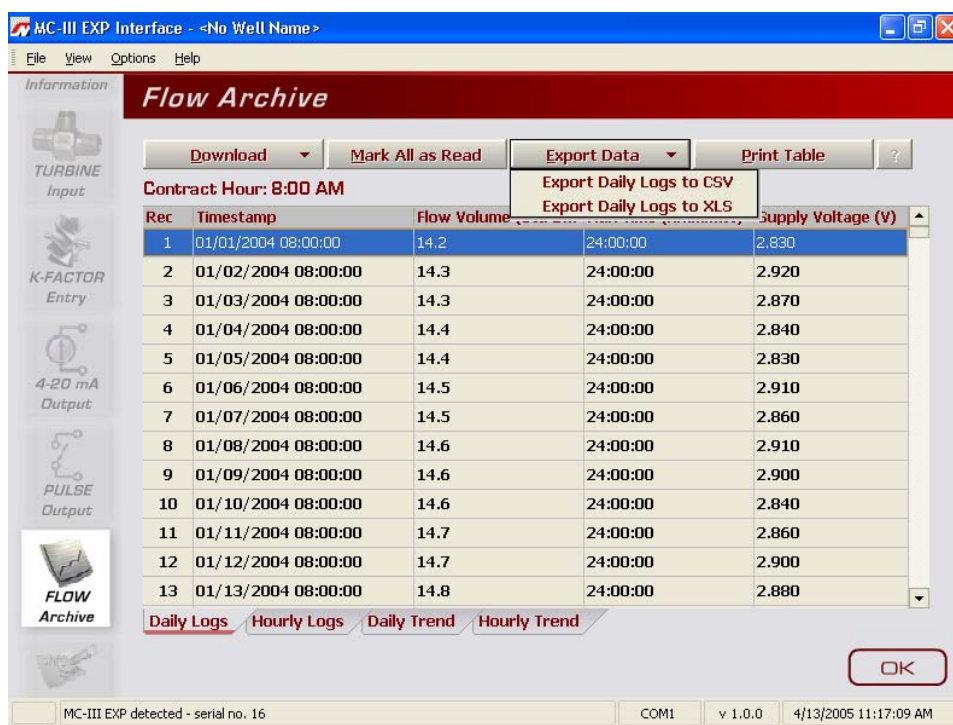 MC-III EXP Interface - <No Well Name>
File View Options Help
Information
TURBINE
Input
K-FACTOR
Entry
4-20 mA
Output
PULSE
Output
FLOW
Archive
Flow Archive
Download Mark All as Read Export Data Print Table ?
Export Daily Logs to CSV
Export Daily Logs to XLS
Contract Hour: 8:00 AM
Rec Timestamp Flow Volume Supply Voltage (V)
1 01/01/2004 08:00:00 14.2 24:00:00 2.830
2 01/02/2004 08:00:00 14.3 24:00:00 2.920
3 01/03/2004 08:00:00 14.3 24:00:00 2.870
4 01/04/2004 08:00:00 14.4 24:00:00 2.840
5 01/05/2004 08:00:00 14.4 24:00:00 2.830
6 01/06/2004 08:00:00 14.5 24:00:00 2.910
7 01/07/2004 08:00:00 14.5 24:00:00 2.860
8 01/08/2004 08:00:00 14.6 24:00:00 2.910
9 01/09/2004 08:00:00 14.6 24:00:00 2.900
10 01/10/2004 08:00:00 14.6 24:00:00 2.840
11 01/11/2004 08:00:00 14.7 24:00:00 2.860
12 01/12/2004 08:00:00 14.7 24:00:00 2.900
13 01/13/2004 08:00:00 14.8 24:00:00 2.880
Daily Logs Hourly Logs Daily Trend Hourly Trend
OK
MC-III EXP detected - serial no. 16 COM1 v 1.0.0 4/13/2005 11:17:09 AM